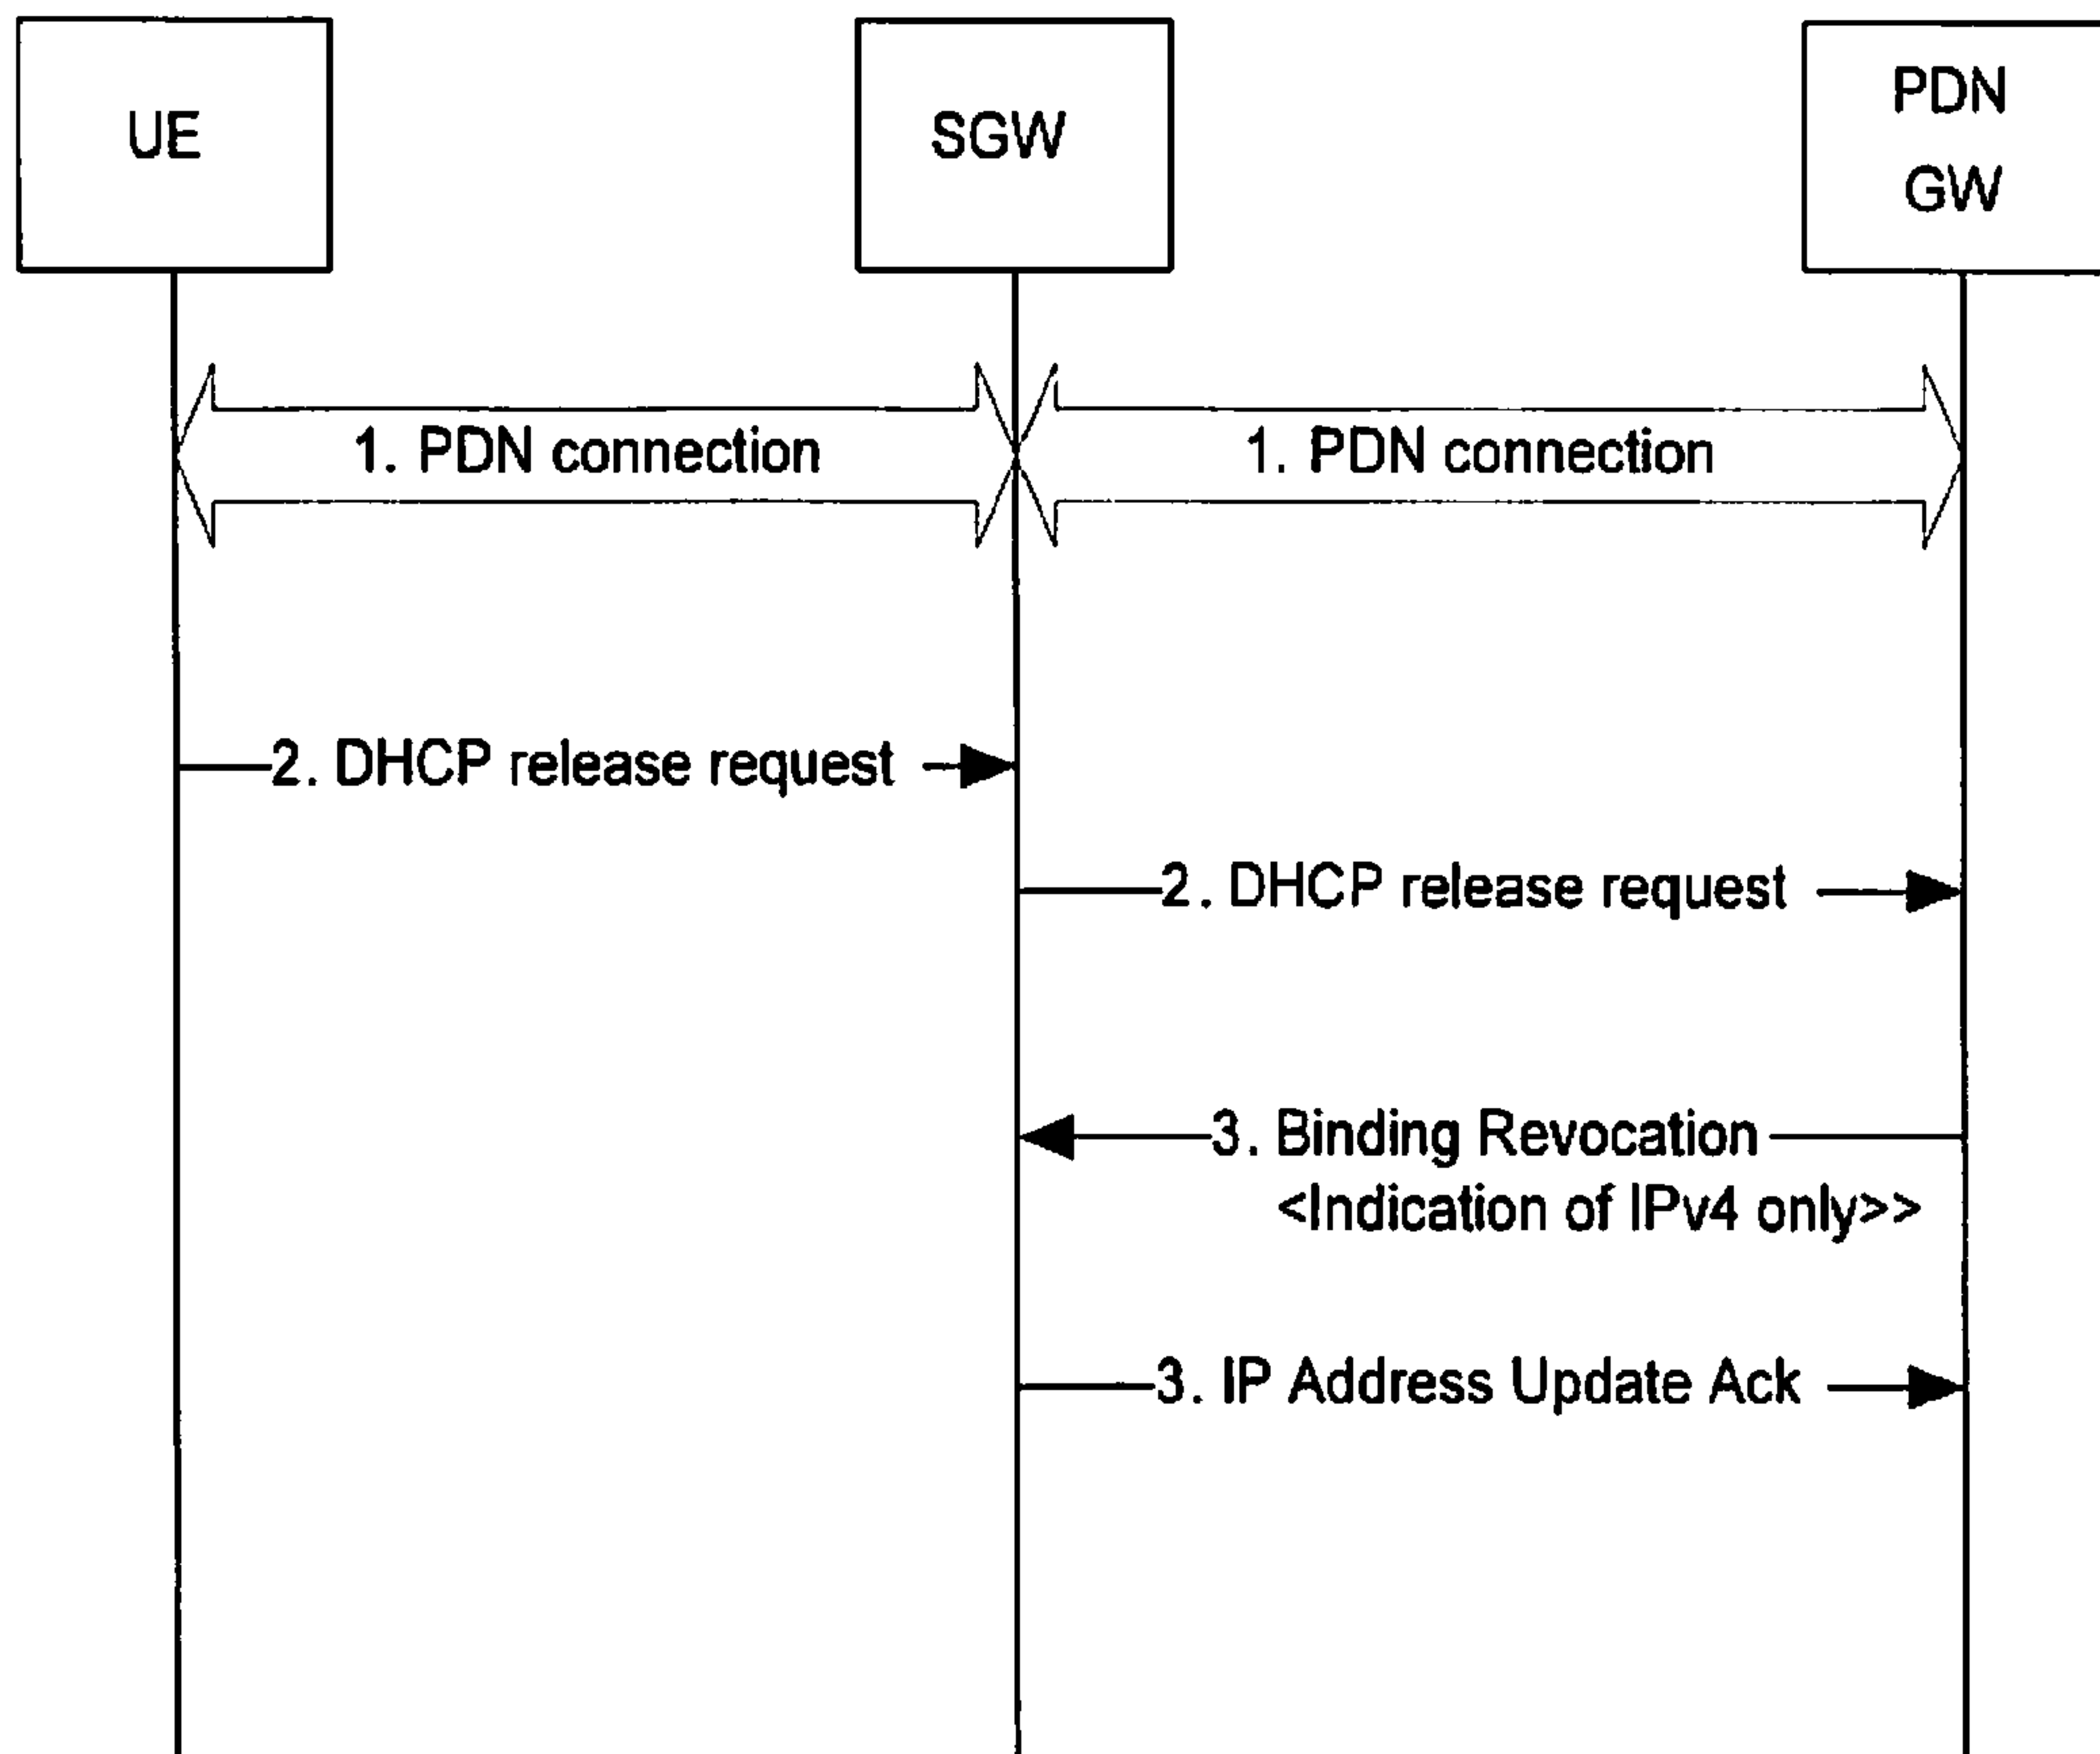 UE
SGW
PDN
GW
1. PDN connection
1. PDN connection
2. DHCP release request
2. DHCP release request
3. Binding Revocation
<Indication of IPv4 only>>
3. IP Address Update Ack